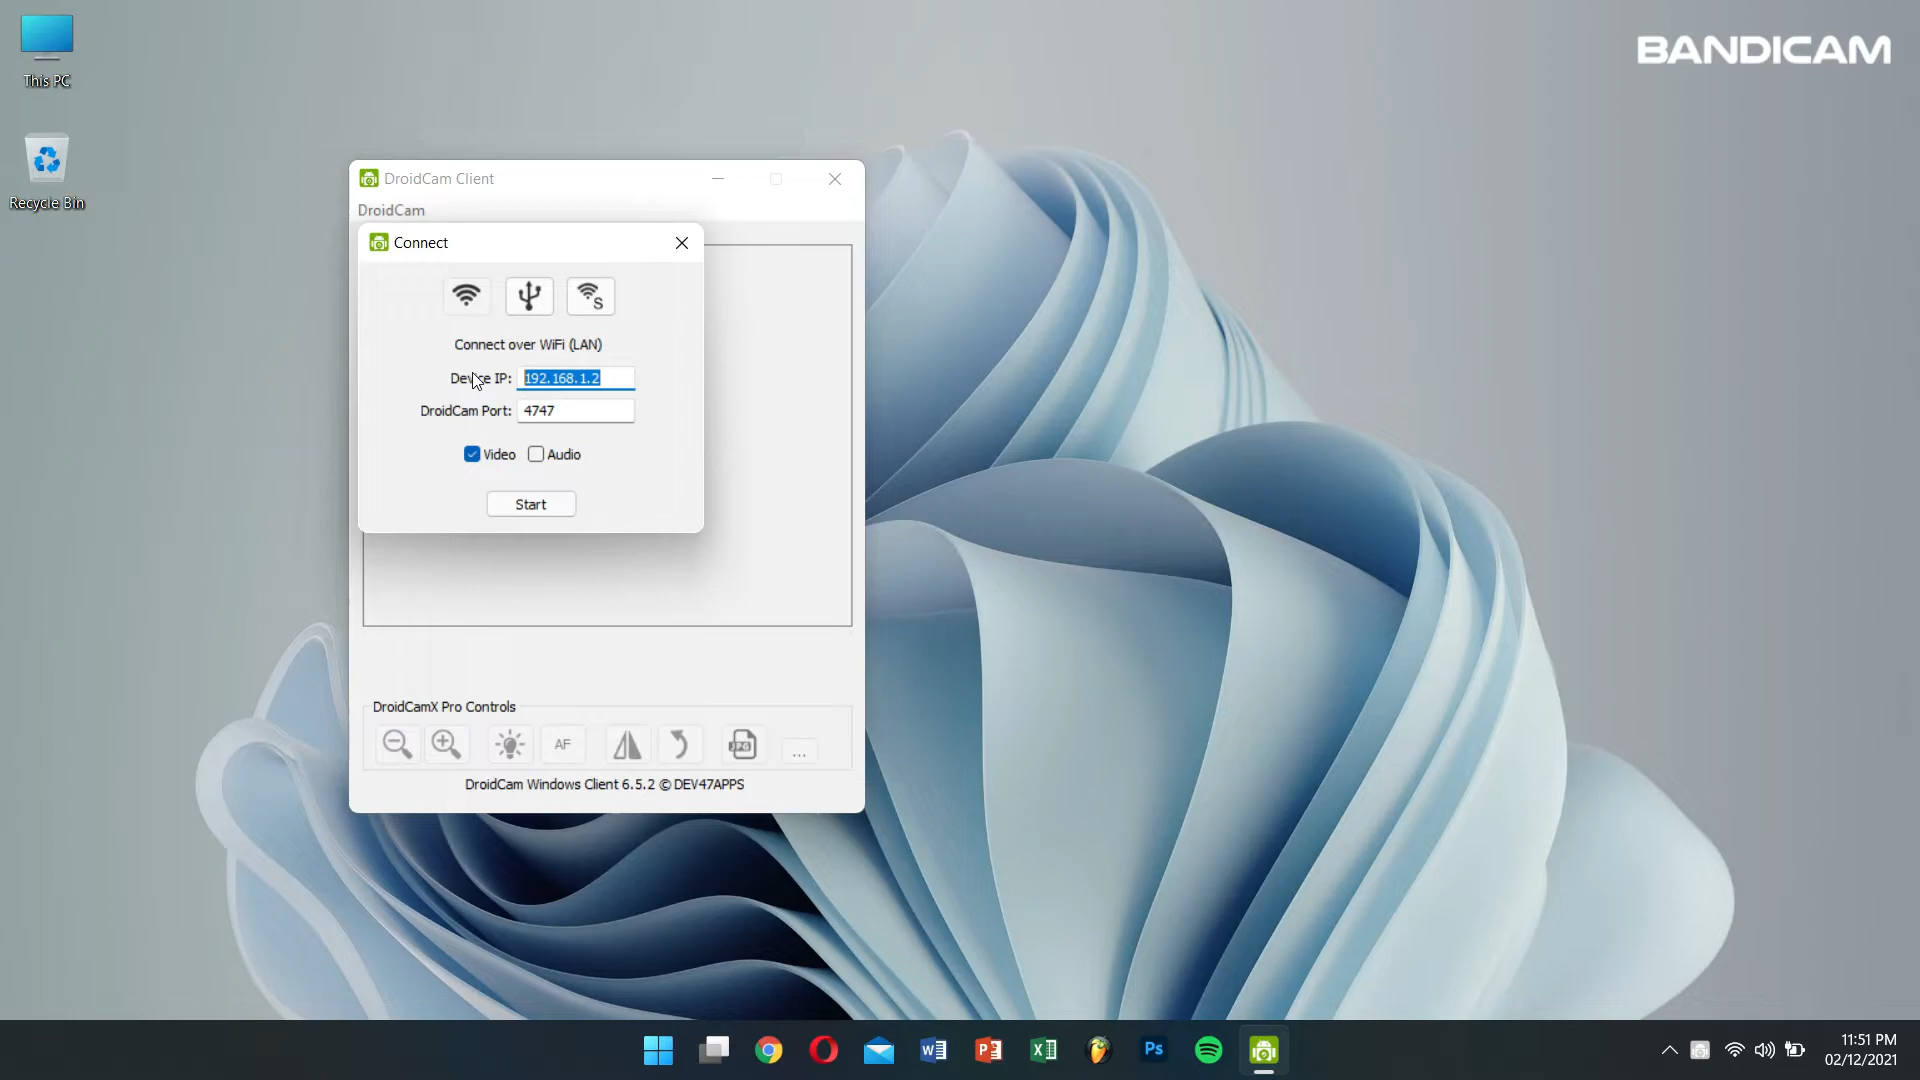 This PC
Recycle Bin
BANDICAM
DroidCam Client
DroidCam
Connect
S
Connect over WiFi (LAN)
Device IP: 192.168.1.2
DroidCam Port: 4747
Video Audio
Start
DroidCamX Pro Controls
AF
JPG
...
DroidCam Windows Client 6.5.2 © DEV47APPS
W
P
X
Ps
11:51 PM
02/12/2021